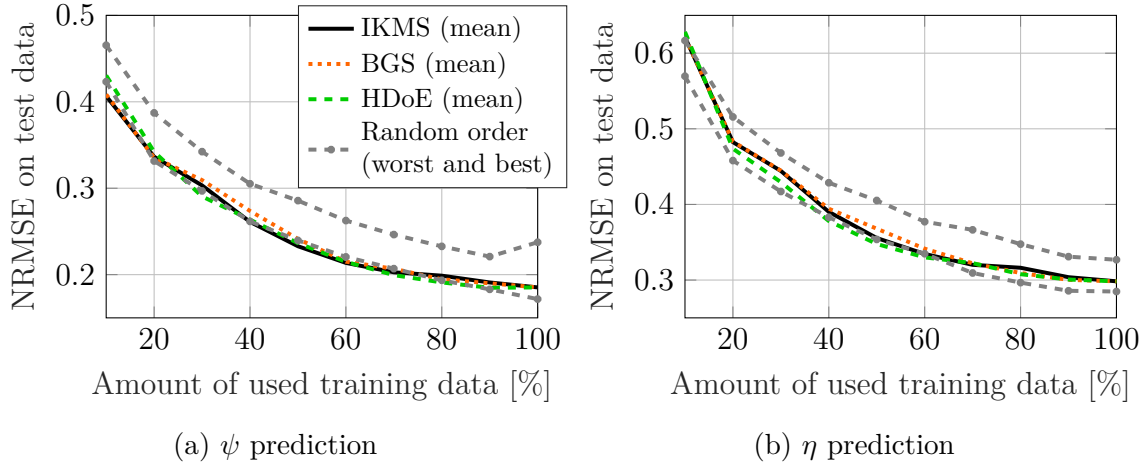 0.5
0.4
0.3
0.2
NRMSE on test data
IKMS (mean)
BGS (mean)
HDoE (mean)
Random order
(worst and best)
20
40
60
80
100
Amount of used training data [%]
(a) ψ prediction
0.6
0.5
0.4
0.3
NRMSE on test data
20
40
60
80
100
Amount of used training data [%]
(b) η prediction